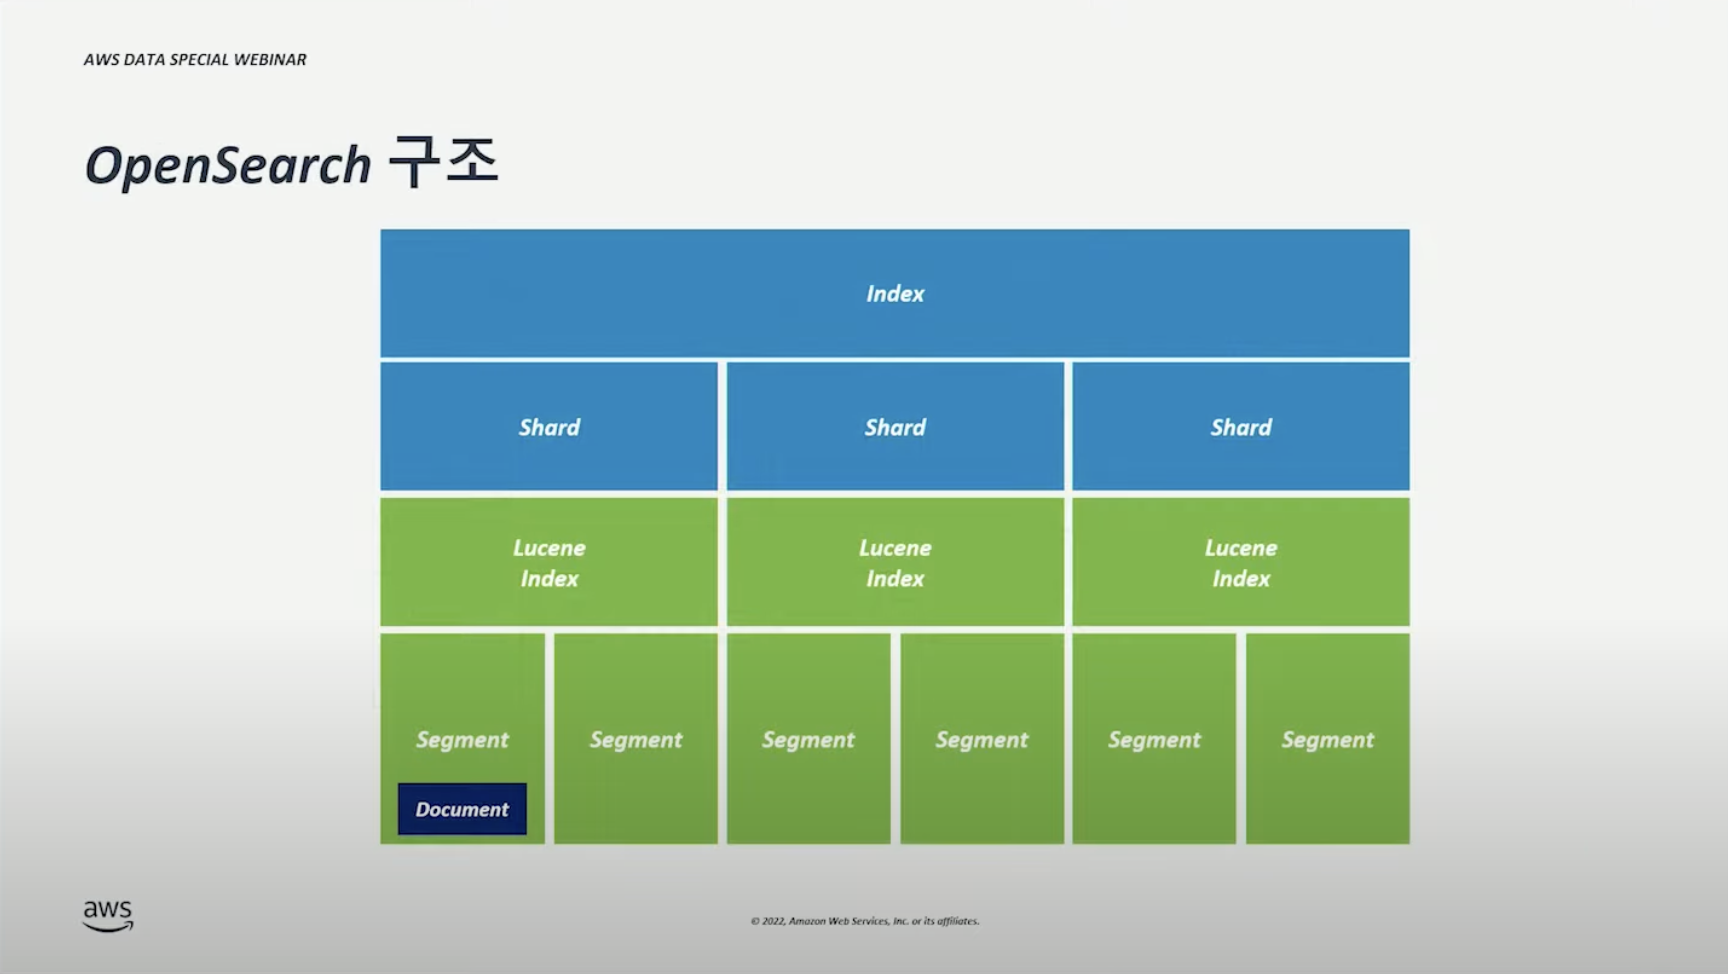 AWS DATA SPECIAL WEBINAR
OpenSearch 구조
Index
Shard
Shard
Shard
Lucene
Index
Lucene
Index
Lucene
Index
Segment
Segment
Segment
Segment
Segment
Segment
Document
aws
© 2022, Amazon Web Services, Inc. or its affiliates.